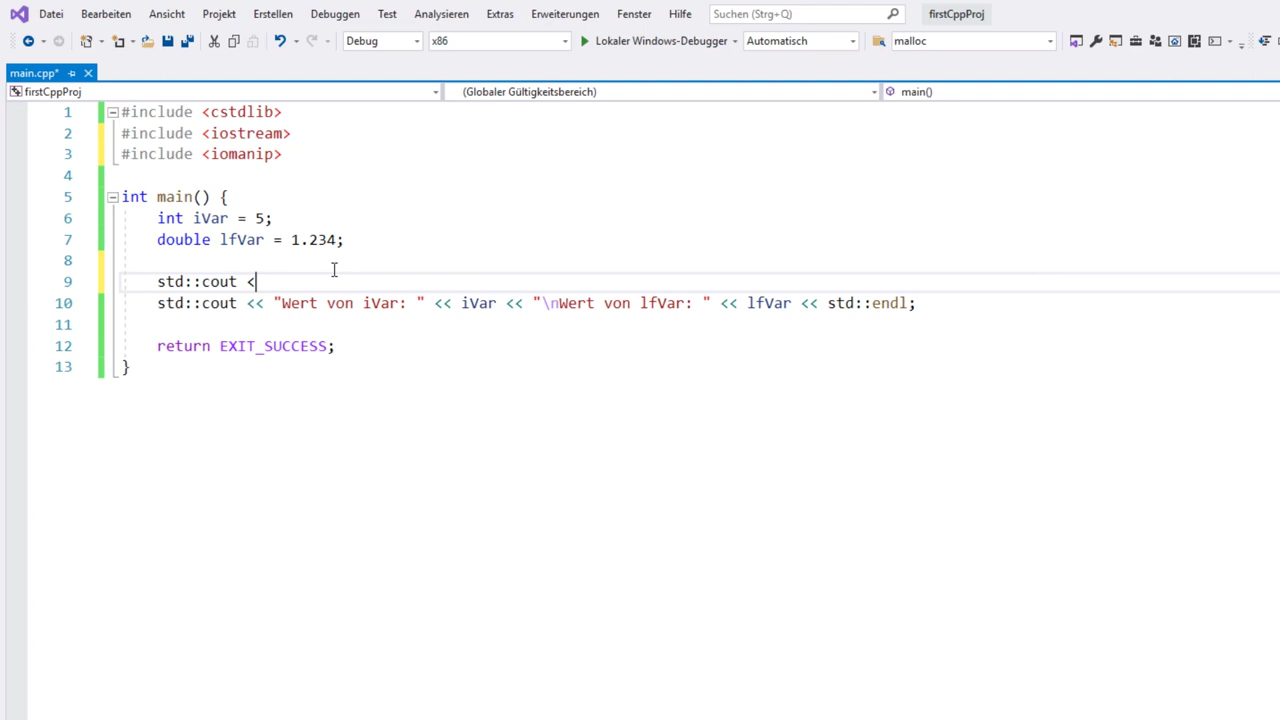 Datei Bearbeiten Ansicht Projekt Erstellen Debuggen Test Analysieren Extras Erweiterungen Fenster Hilfe Suchen (Strg+Q) firstCppProj
Debug x86 Lokaler Windows-Debugger Automatisch malloc
main.cpp*
firstCppProj (Globaler Gültigkeitsbereich) main()
1 #include <cstdlib>
2 #include <iostream>
3 #include <iomanip>
4
5 int main() {
6 int iVar = 5;
7 double lfVar = 1.234;
8
9 std::cout <
10 std::cout << "Wert von iVar: " << iVar << "\nWert von lfVar: " << lfVar << std::endl;
11
12 return EXIT_SUCCESS;
13 }